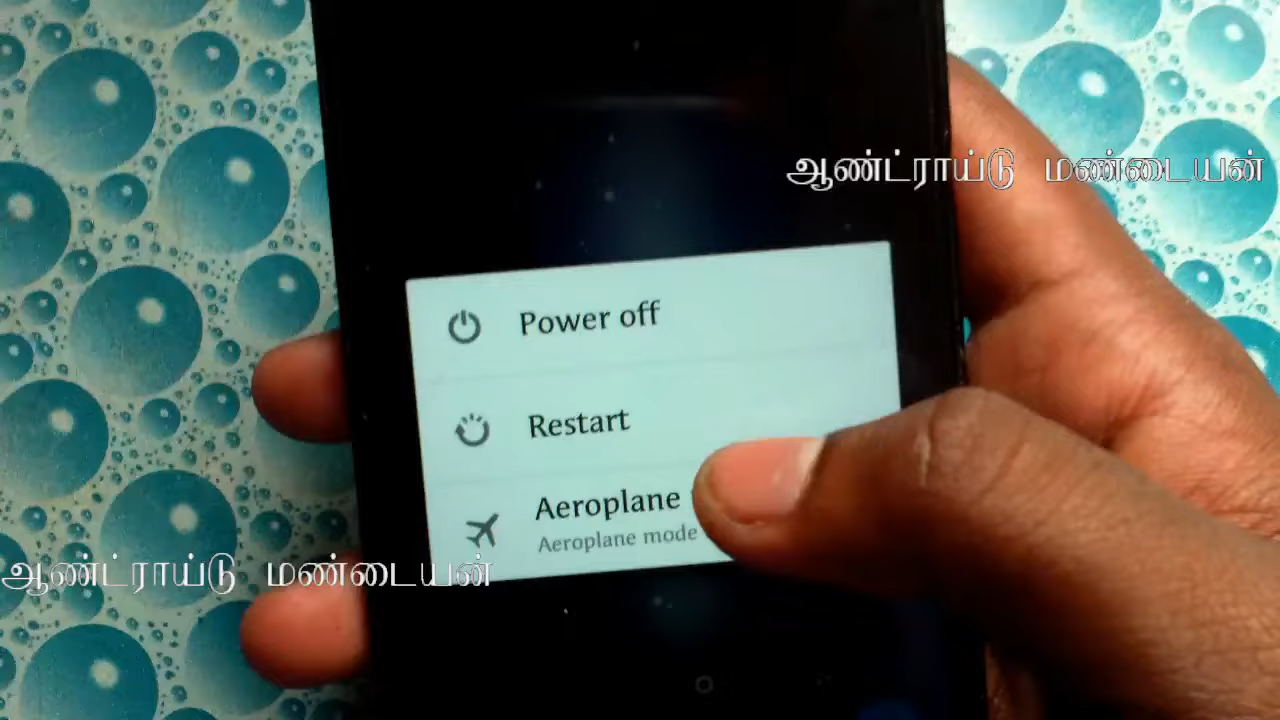 ஆண்ட்ராய்டு மண்டையன்
Power off
Restart
Aeroplane
Aeroplane mode
ஆண்ட்ராய்டு மண்டையன்